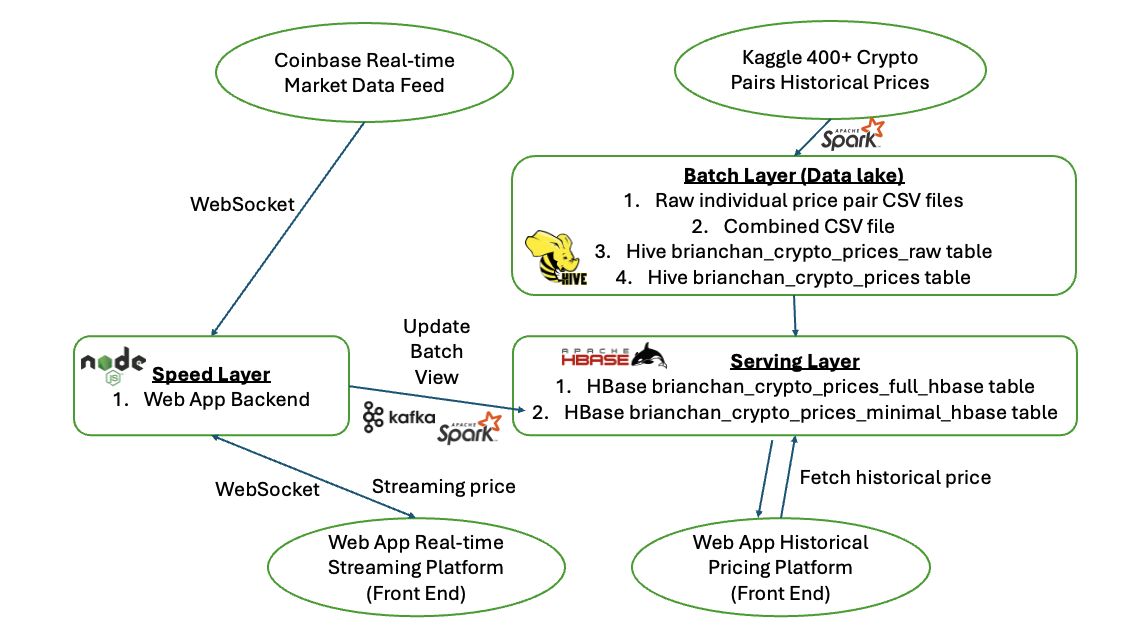 Coinbase Real-time
Market Data Feed
Kaggle 400+ Crypto
Pairs Historical Prices
APACHE
Spark
WebSocket
Batch Layer (Data lake)
1. Raw individual price pair CSV files
2. Combined CSV file
3. Hive brianchan_crypto_prices_raw table
4. Hive brianchan_crypto_prices table
HIVE
node
JS
Speed Layer
1. Web App Backend
Update
Batch
View
kafka
APACHE
Spark
APACHE
HBASE
Serving Layer
1. HBase brianchan_crypto_prices_full_hbase table
2. HBase brianchan_crypto_prices_minimal_hbase table
WebSocket
Streaming price
Fetch historical price
Web App Real-time
Streaming Platform
(Front End)
Web App Historical
Pricing Platform
(Front End)